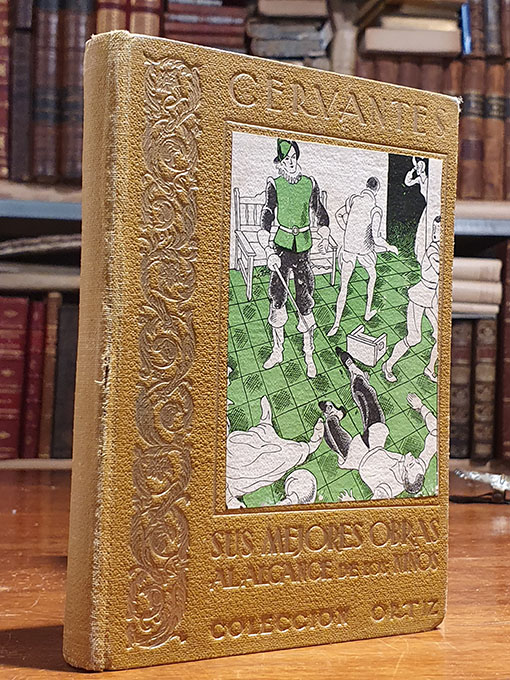 CERVANTES
SUS MEJORES OBRAS
AL ALCANCE DE LOS NIÑOS
COLECCION ORTIZ